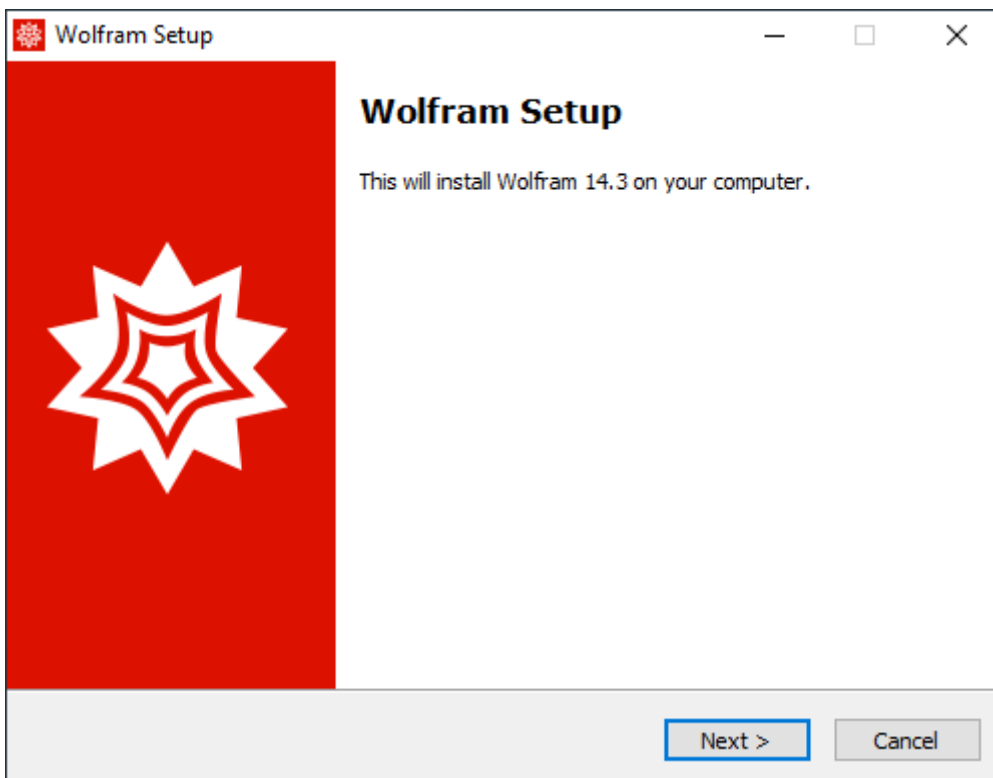 Wolfram Setup
Wolfram Setup
This will install Wolfram 14.3 on your computer.
Next >
Cancel